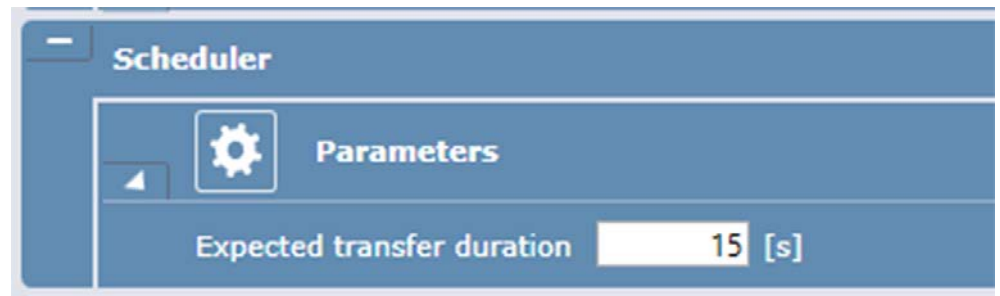 Scheduler
Parameters
Expected transfer duration 15 [s]